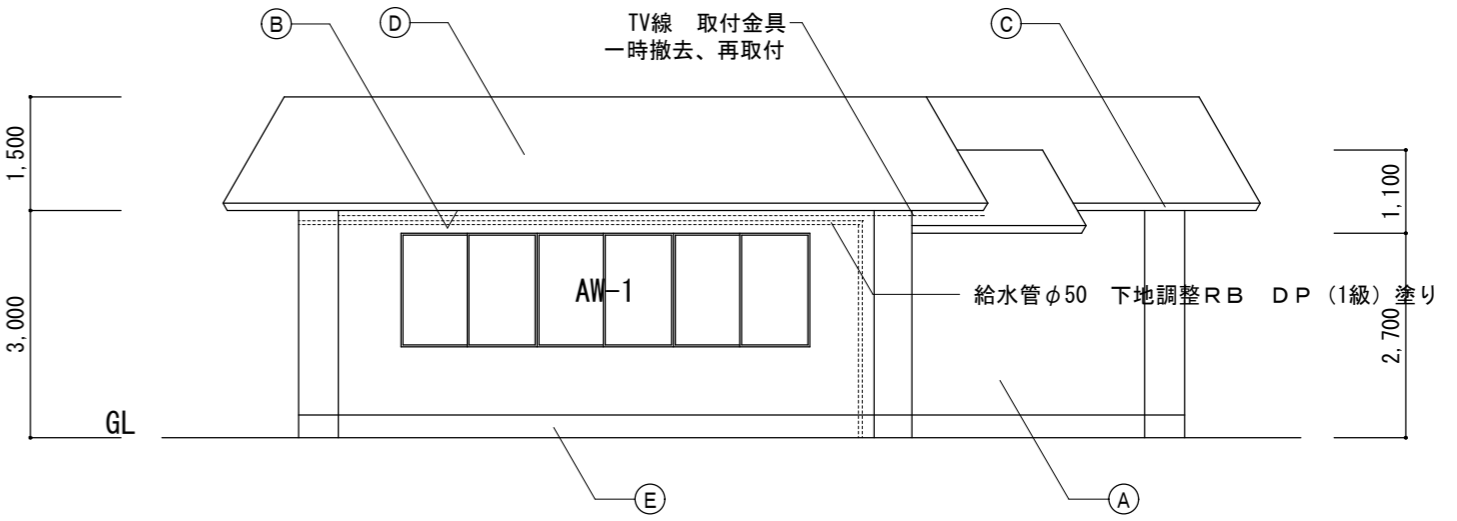 B
D
TV線　取付金具
一時撤去、再取付
C
1,500
1,100
AW-1
給水管φ50　下地調整ＲＢ　ＤＰ（1級）塗り
3,000
2,700
GL
E
A